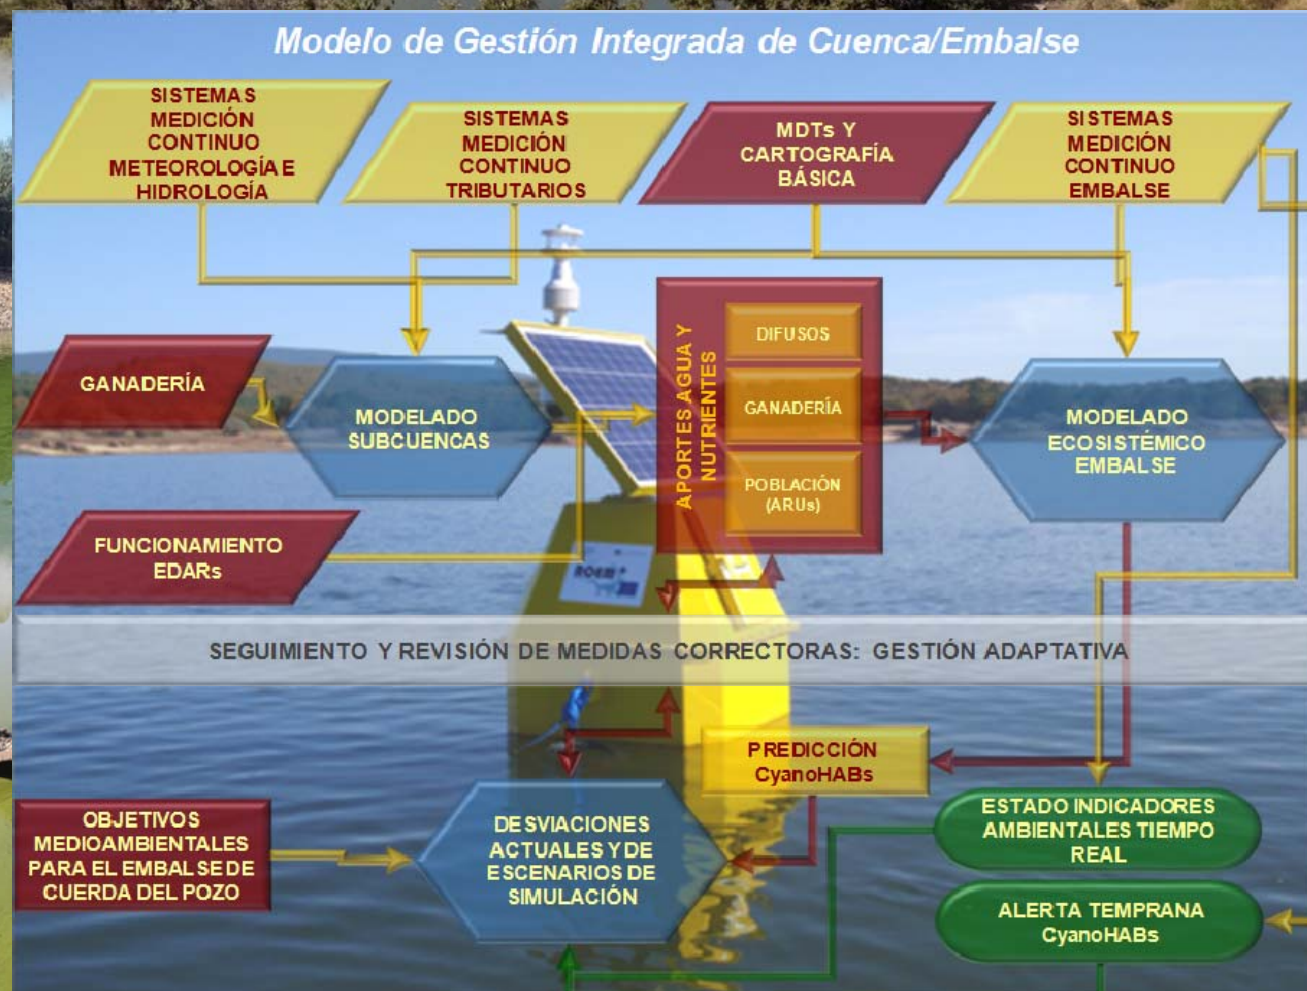 Modelo de Gestión Integrada de Cuenca/Embalse
SISTEMAS
MEDICIÓN
CONTINUO
METEOROLOGÍA E
HIDROLOGÍA
SISTEMAS
MEDICIÓN
CONTINUO
TRIBUTARIOS
MDTs Y
CARTOGRAFÍA
BÁSICA
SISTEMAS
MEDICIÓN
CONTINUO
EMBALSE
GANADERÍA
MODELADO
SUBCUENCAS
APORTES AGUA Y
NUTRIENTES
DIFUSOS
GANADERÍA
POBLACIÓN
(ARUs)
MODELADO
ECOSISTÉMICO
EMBALSE
FUNCIONAMIENTO
EDARs
ROEM+
SEGUIMIENTO Y REVISIÓN DE MEDIDAS CORRECTORAS: GESTIÓN ADAPTATIVA
PREDICCIÓN
CyanoHABs
OBJETIVOS
MEDIOAMBIENTALES
PARA EL EMBALSE DE
CUERDA DEL POZO
DESVIACIONES
ACTUALES Y DE
ESCENARIOS DE
SIMULACIÓN
ESTADO INDICADORES
AMBIENTALES TIEMPO
REAL
ALERTA TEMPRANA
CyanoHABs